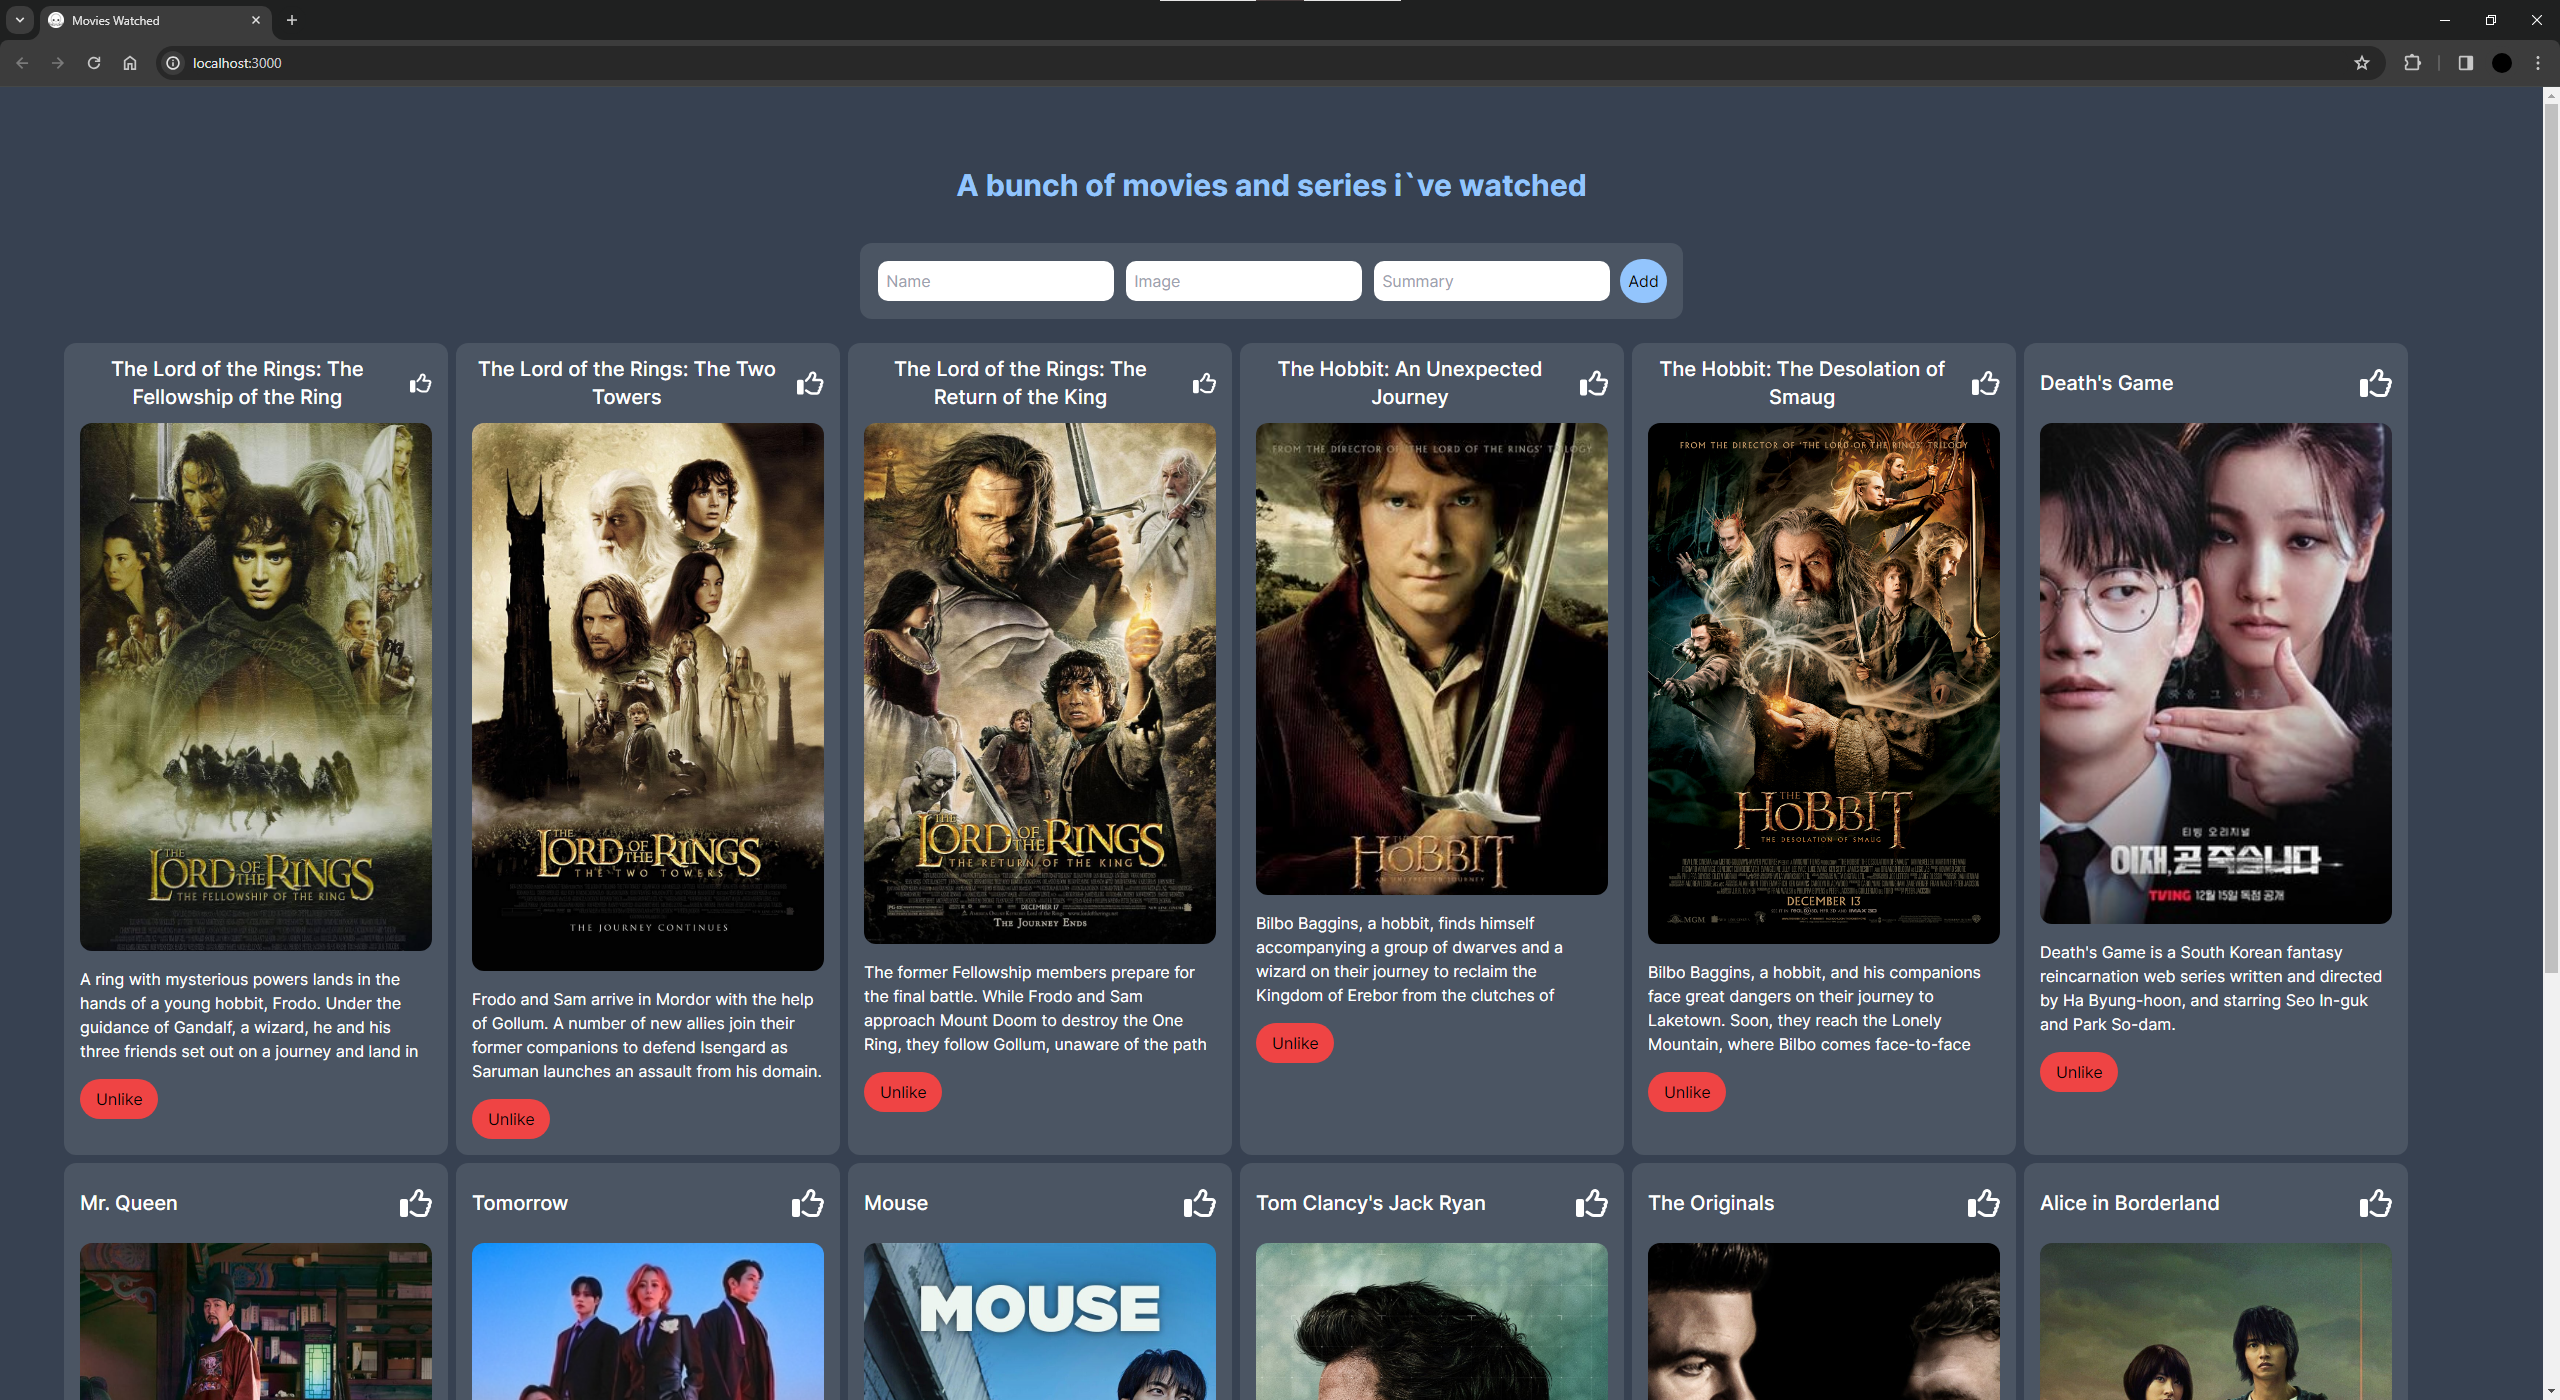 Movies Watched
localhost:3000
A bunch of movies and series i`ve watched
Name
Image
Summary
Add
The Lord of the Rings: The
Fellowship of the Ring
THE
LORD OF
THE RINGS
THE FELLOWSHIP OF THE RING
A ring with mysterious powers lands in the
hands of a young hobbit, Frodo. Under the
guidance of Gandalf, a wizard, he and his
three friends set out on a journey and land in
Unlike
The Lord of the Rings: The Two
Towers
THE
LORD OF
THE RINGS
THE TWO TOWERS
THE JOURNEY CONTINUES
Frodo and Sam arrive in Mordor with the help
of Gollum. A number of new allies join their
former companions to defend Isengard as
Saruman launches an assault from his domain.
Unlike
The Lord of the Rings: The
Return of the King
THE
LORD OF
THE RINGS
THE RETURN OF THE KING
DECEMBER 17
THE JOURNEY ENDS
The former Fellowship members prepare for
the final battle. While Frodo and Sam
approach Mount Doom to destroy the One
Ring, they follow Gollum, unaware of the path
Unlike
The Hobbit: An Unexpected
Journey
FROM THE DIRECTOR OF 'THE LORD OF THE RINGS' TRILOGY
THE
HOBBIT
AN UNEXPECTED JOURNEY
Bilbo Baggins, a hobbit, finds himself
accompanying a group of dwarves and a
wizard on their journey to reclaim the
Kingdom of Erebor from the clutches of
Unlike
The Hobbit: The Desolation of
Smaug
FROM THE DIRECTOR OF 'THE LORD OF THE RINGS' TRILOGY
THE
HOBBIT
THE DESOLATION OF SMAUG
DECEMBER 13
MGM
Bilbo Baggins, a hobbit, and his companions
face great dangers on their journey to
Laketown. Soon, they reach the Lonely
Mountain, where Bilbo comes face-to-face
Unlike
Death's Game
죽음 그 이후
티빙 오리지널
이재, 곧 죽습니다
TVING 12월 15일 독점 공개
Death's Game is a South Korean fantasy
reincarnation web series written and directed
by Ha Byung-hoon, and starring Seo In-guk
and Park So-dam.
Unlike
Mr. Queen
Tomorrow
Mouse
MOUSE
Tom Clancy's Jack Ryan
The Originals
Alice in Borderland